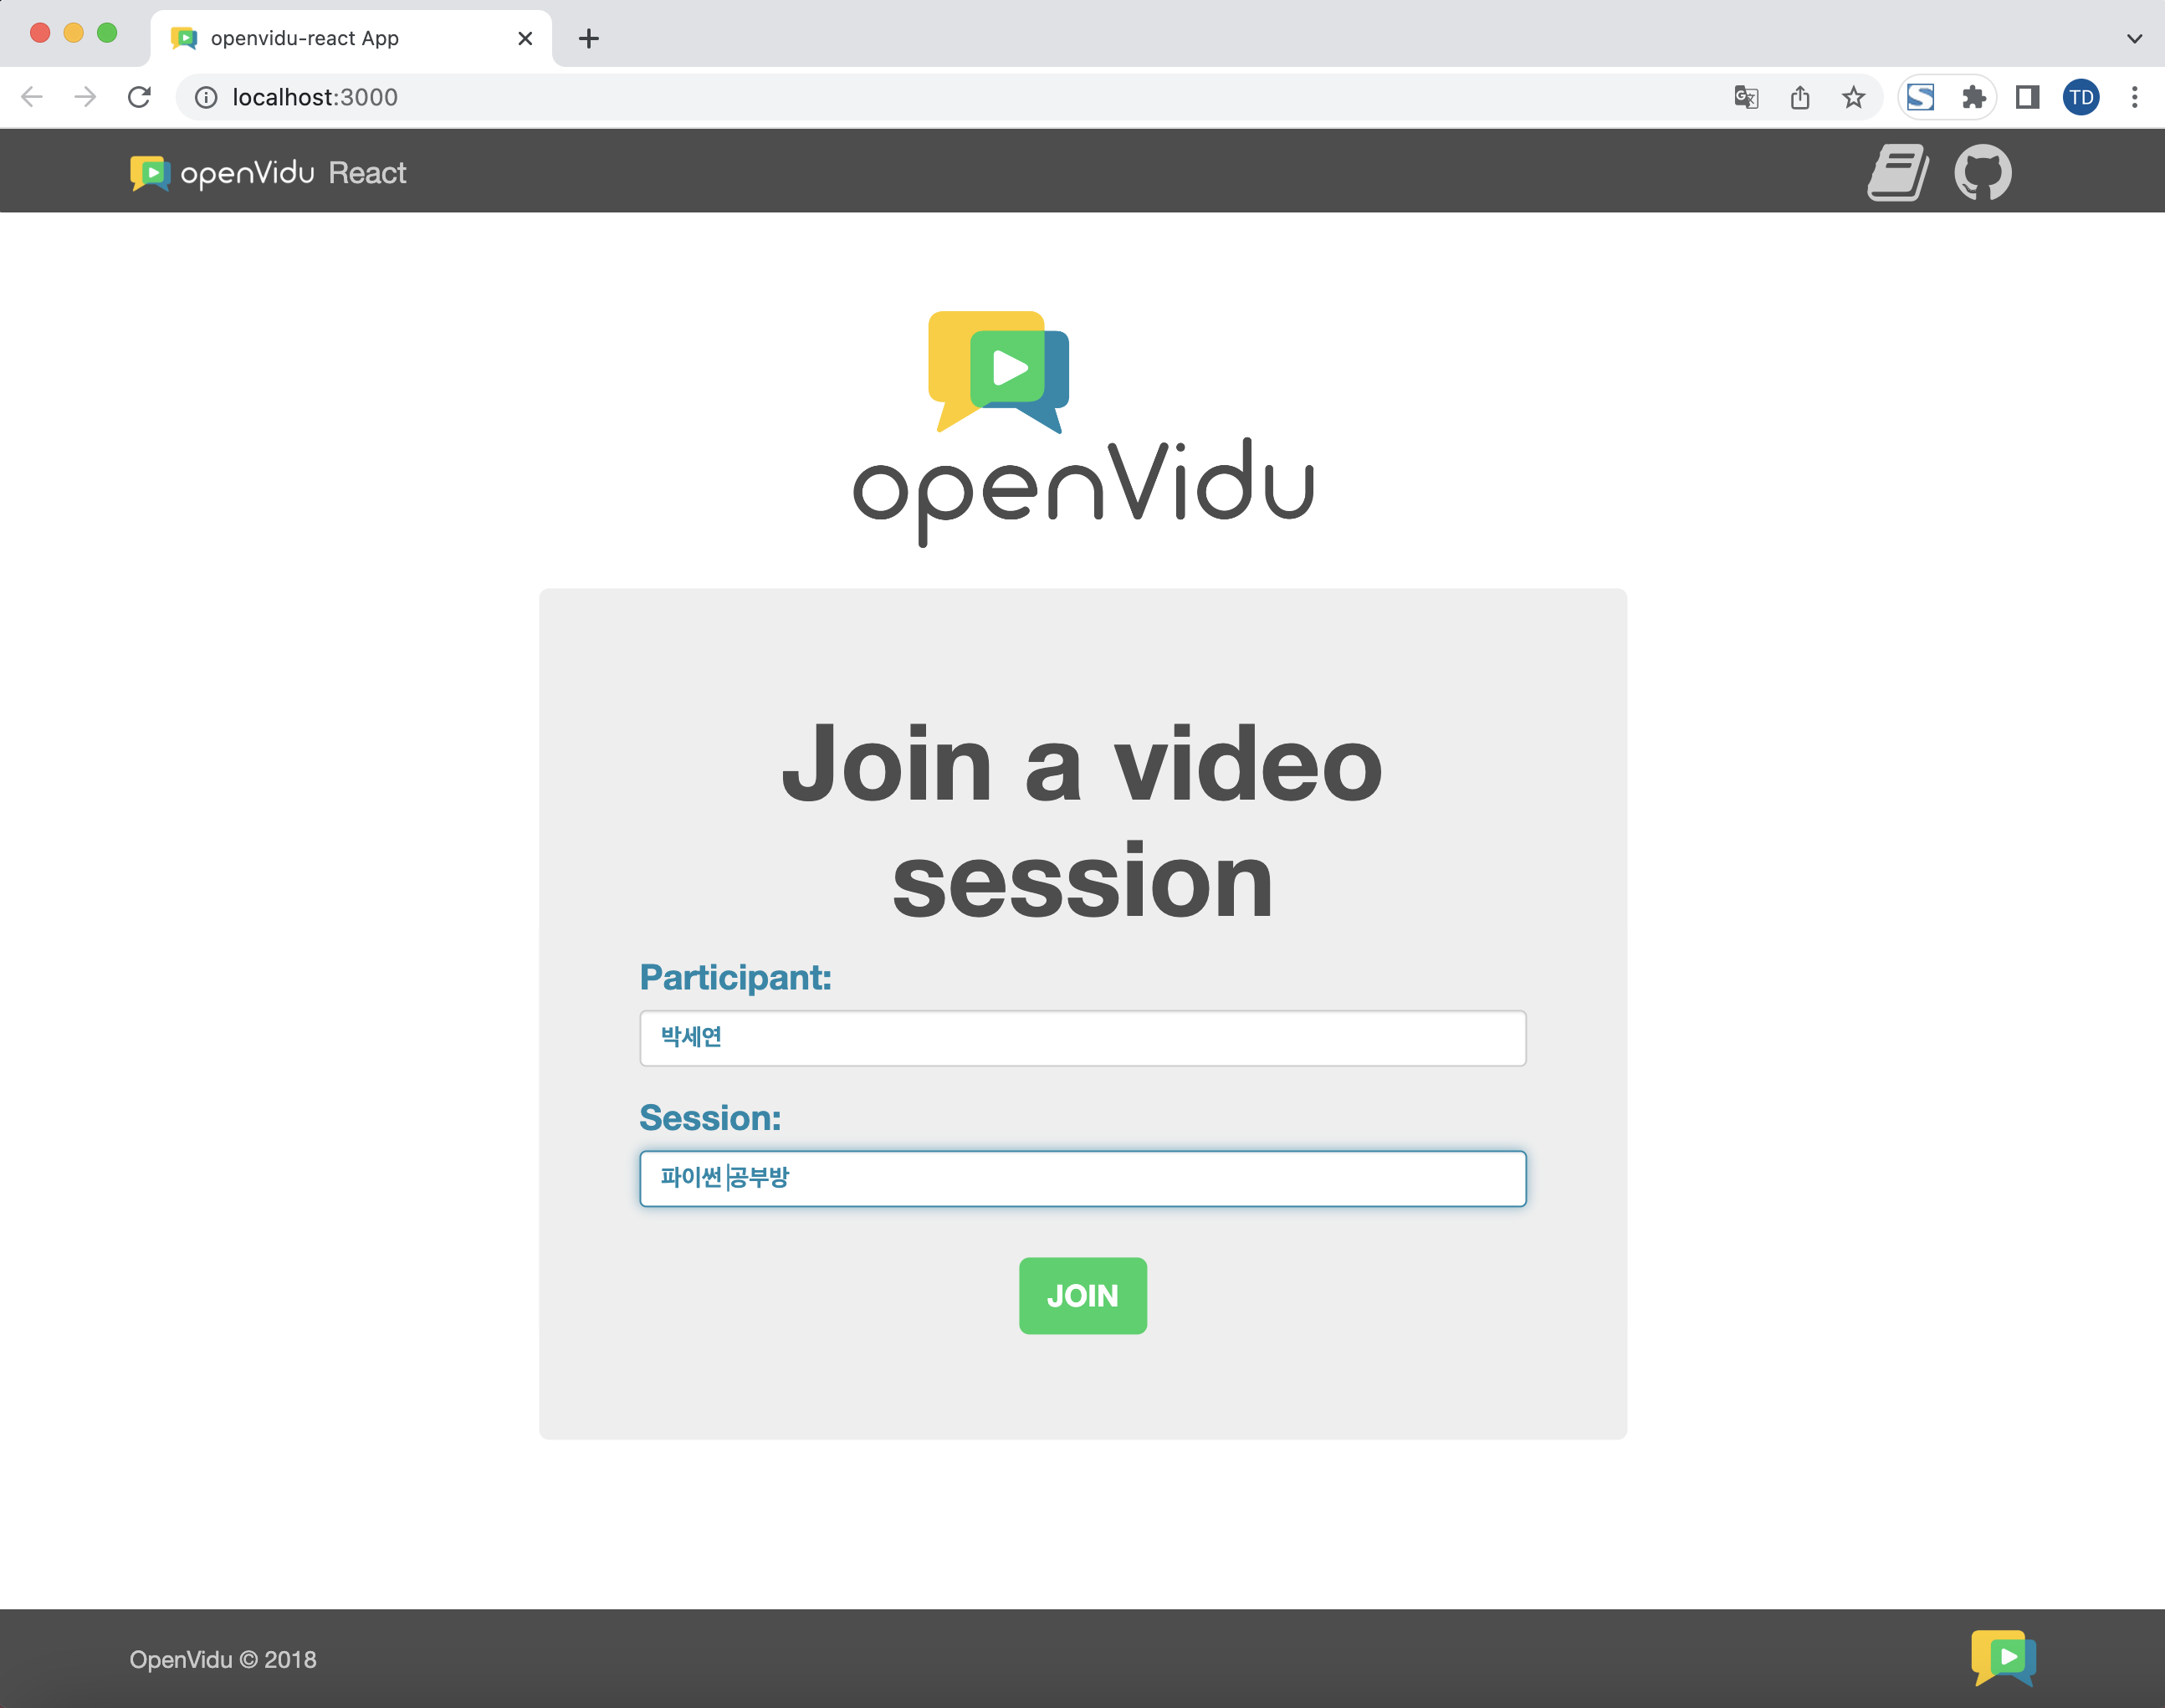 openvidu-react App
localhost:3000
TD
openVidu React
openVidu
Join a video
session
Participant:
박세연
Session:
파이썬 공부방
JOIN
OpenVidu © 2018